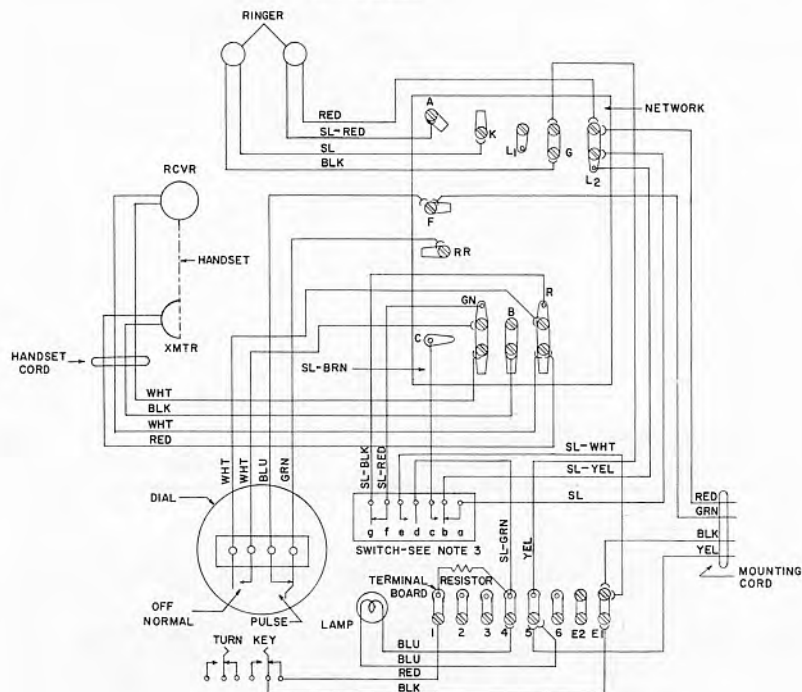 RINGER
RED
SL-RED
SL
BLK
A
K
L1
G
L2
NETWORK
RCVR
F
RR
HANDSET
GN
B
R
C
XMTR
HANDSET CORD
SL-BRN
WHT
BLK
WHT
RED
WHT
WHT
BLU
GRN
SL-BLK
SL-RED
SL-WHT
SL-YEL
SL
DIAL
g f e d c b a
SWITCH-SEE NOTE 3
SL-GRN
YEL
RED
GRN
BLK
YEL
MOUNTING CORD
OFF NORMAL
PULSE
TERMINAL BOARD
RESISTOR
LAMP
1 2 3 4 5 6 E2 E1
TURN KEY
BLU
BLU
RED
BLK